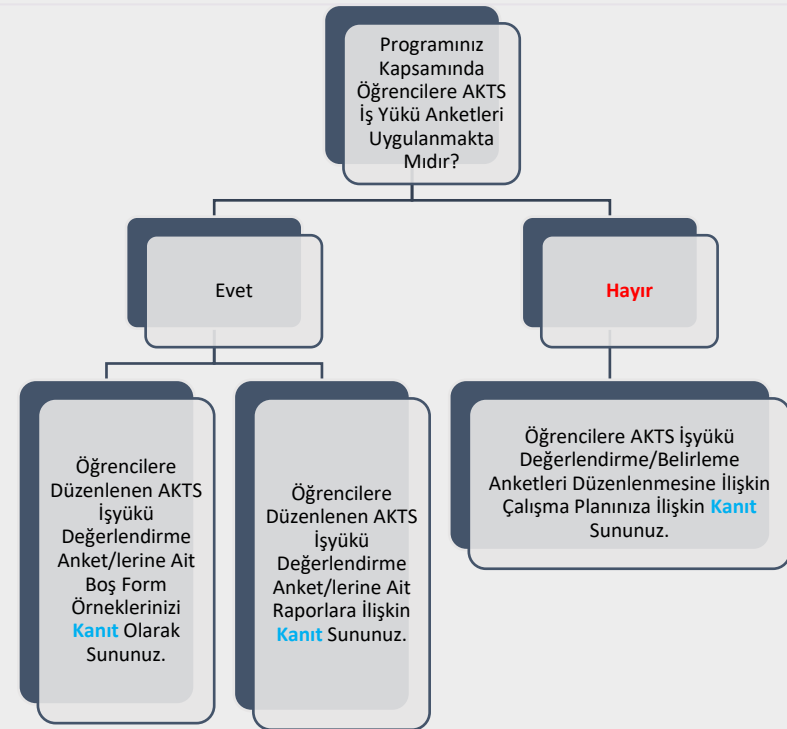 Programınız
Kapsamında
Öğrencilere AKTS
İş Yükü Anketleri
Uygulanmakta
Mıdır?
Evet
Hayır
Öğrencilere
Düzenlenen AKTS
İşyükü
Değerlendirme
Anket/lerine Ait
Boş Form
Örneklerinizi
Kanıt Olarak
Sununuz.
Öğrencilere
Düzenlenen AKTS
İşyükü
Değerlendirme
Anket/lerine Ait
Raporlara İlişkin
Kanıt Sununuz.
Öğrencilere AKTS İşyükü
Değerlendirme/Belirleme
Anketleri Düzenlenmesine İlişkin
Çalışma Planınıza İlişkin Kanıt
Sununuz.